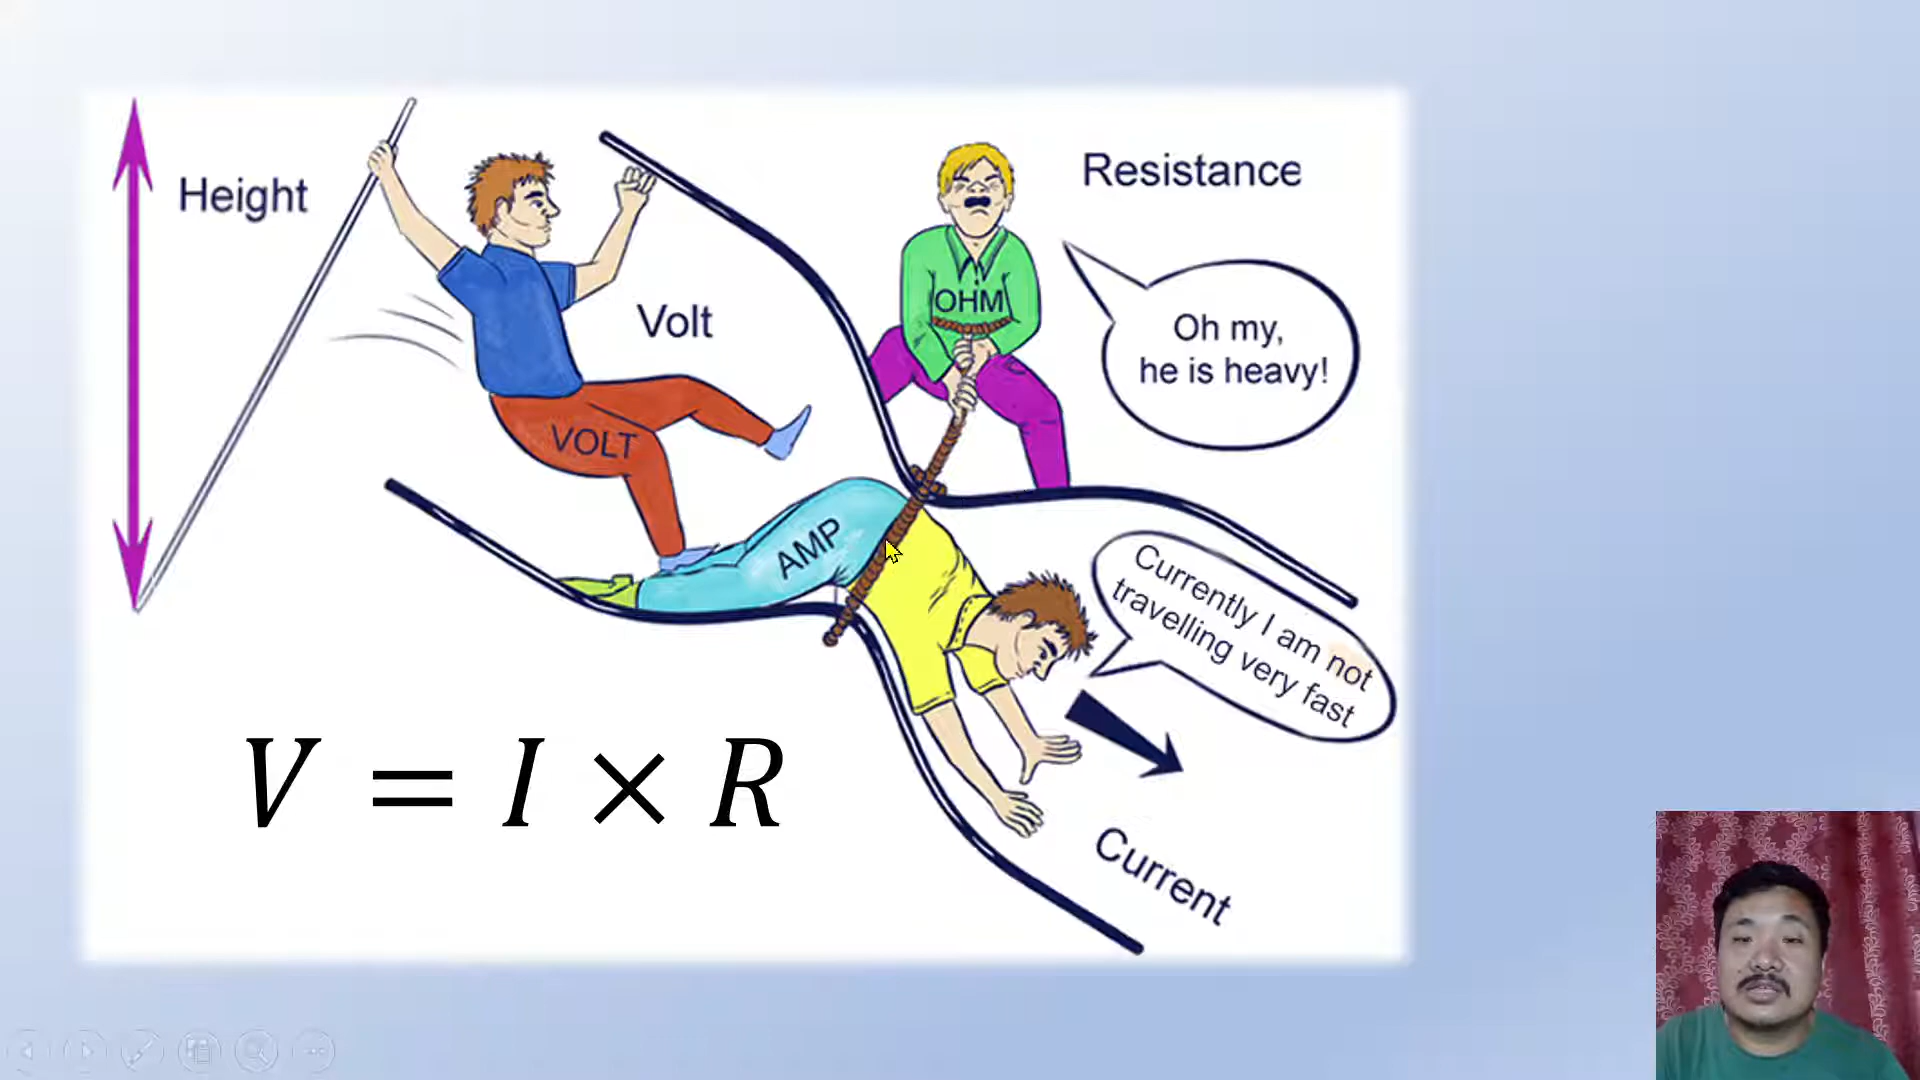 Height
Volt
VOLT
OHM
Resistance
Oh my,
he is heavy!
AMP
Currently I am not
travelling very fast
Current
V = I × R